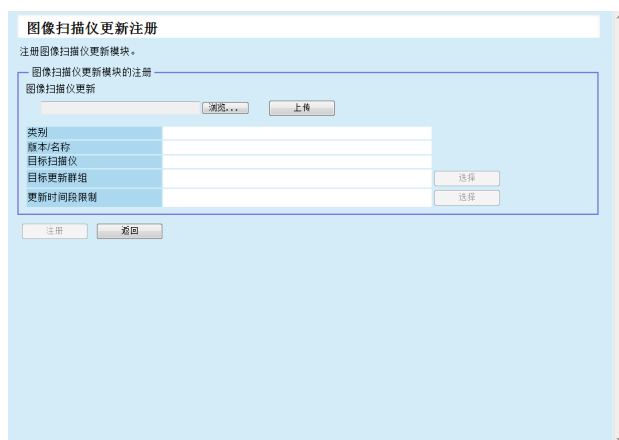 图像扫描仪更新注册
注册图像扫描仪更新模块。
图像扫描仪更新模块的注册
图像扫描仪更新
浏览... 上传
类别
版本/名称
目标扫描仪
目标更新群组 选择
更新时间段限制 选择
注册 返回